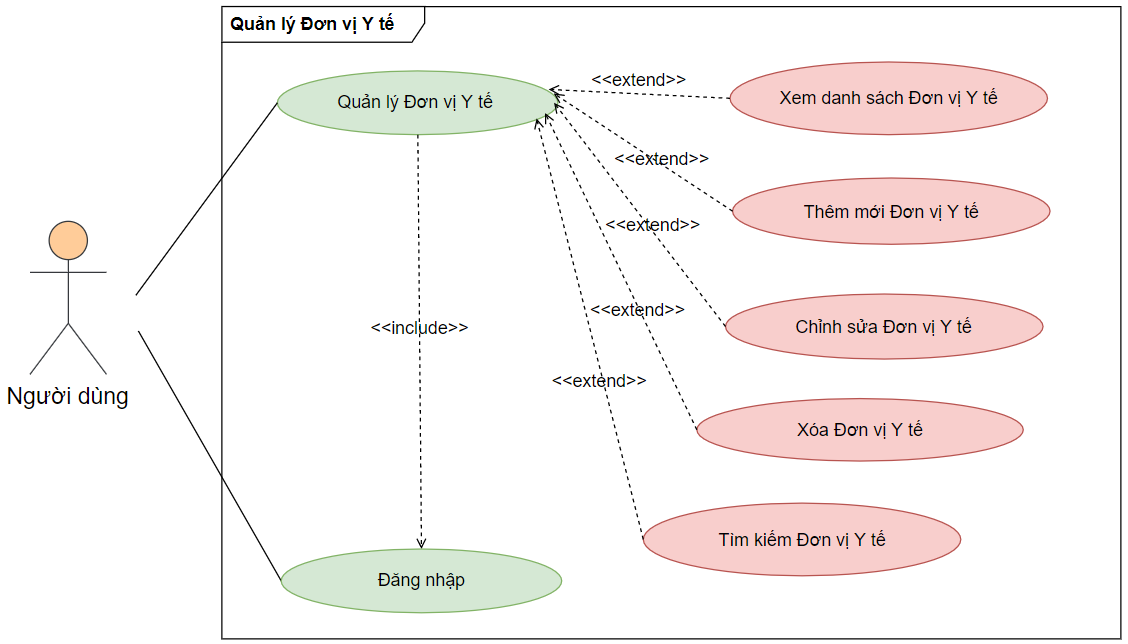 Quản lý Đơn vị Y tế
Quản lý Đơn vị Y tế
<<extend>>
Xem danh sách Đơn vị Y tế
<<extend>>
Thêm mới Đơn vị Y tế
<<extend>>
<<extend>>
<<include>>
Chỉnh sửa Đơn vị Y tế
<<extend>>
Người dùng
Xóa Đơn vị Y tế
Tìm kiếm Đơn vị Y tế
Đăng nhập